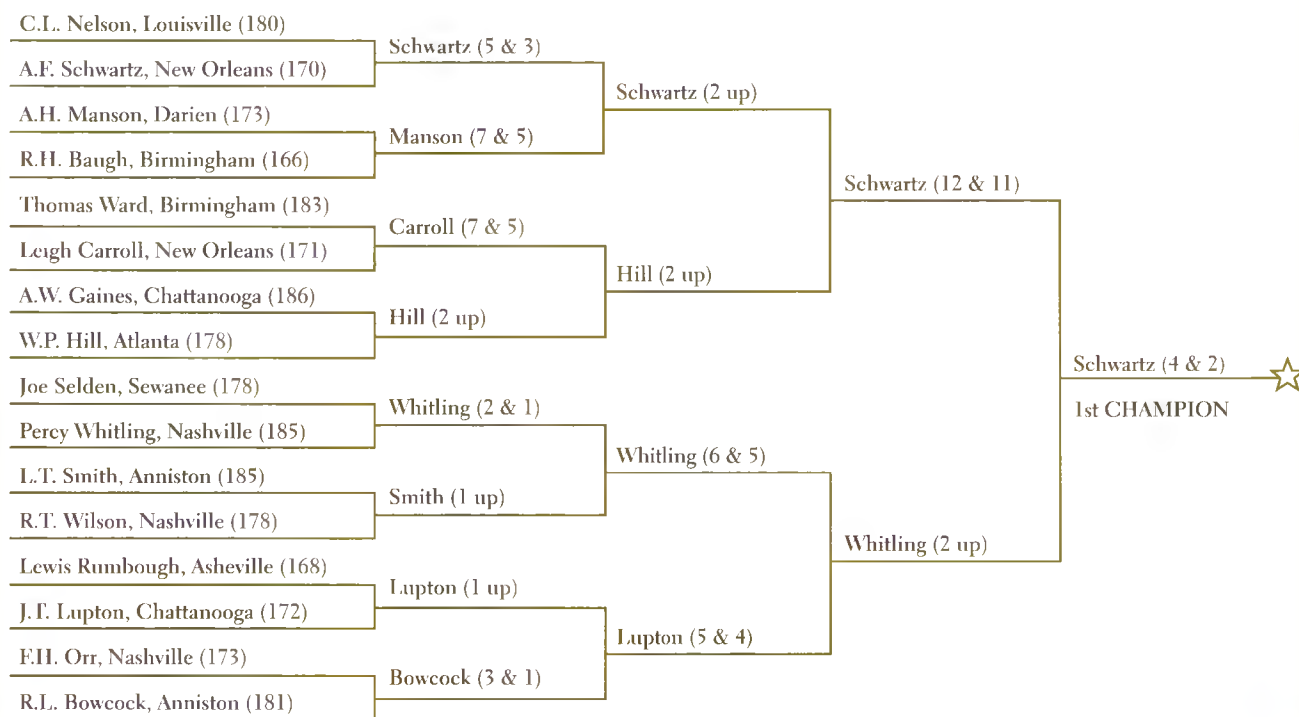 C.L. Nelson, Louisville (180)
A.F. Schwartz, New Orleans (170)
A.H. Manson, Darien (173)
R.H. Baugh, Birmingham (166)
Thomas Ward, Birmingham (183)
Leigh Carroll, New Orleans (171)
A.W. Gaines, Chattanooga (186)
W.P. Hill, Atlanta (178)
Joe Selden, Sewanee (178)
Percy Whitling, Nashville (185)
L.T. Smith, Anniston (185)
R.T. Wilson, Nashville (178)
Lewis Rumbough, Asheville (168)
J.T. Lupton, Chattanooga (172)
F.H. Orr, Nashville (173)
R.L. Bowcock, Anniston (181)
Schwartz (5 & 3)
Manson (7 & 5)
Carroll (7 & 5)
Hill (2 up)
Whitling (2 & 1)
Smith (1 up)
Lupton (1 up)
Bowcock (3 & 1)
Schwartz (2 up)
Hill (2 up)
Whitling (6 & 5)
Lupton (5 & 4)
Schwartz (12 & 11)
Whitling (2 up)
Schwartz (4 & 2)
1st CHAMPION